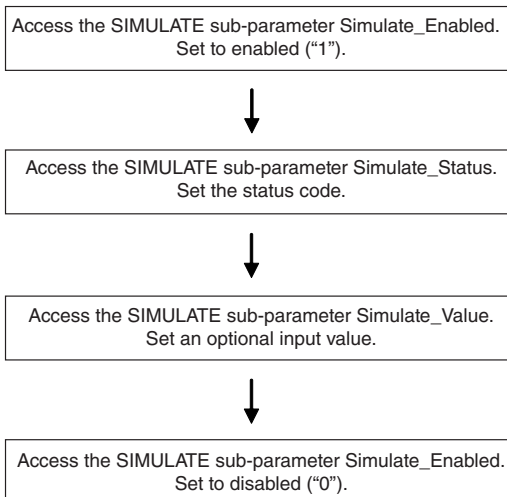 Access the SIMULATE sub-parameter Simulate_Enabled.
Set to enabled (“1”).
Access the SIMULATE sub-parameter Simulate_Status.
Set the status code.
Access the SIMULATE sub-parameter Simulate_Value.
Set an optional input value.
Access the SIMULATE sub-parameter Simulate_Enabled.
Set to disabled (“0”).